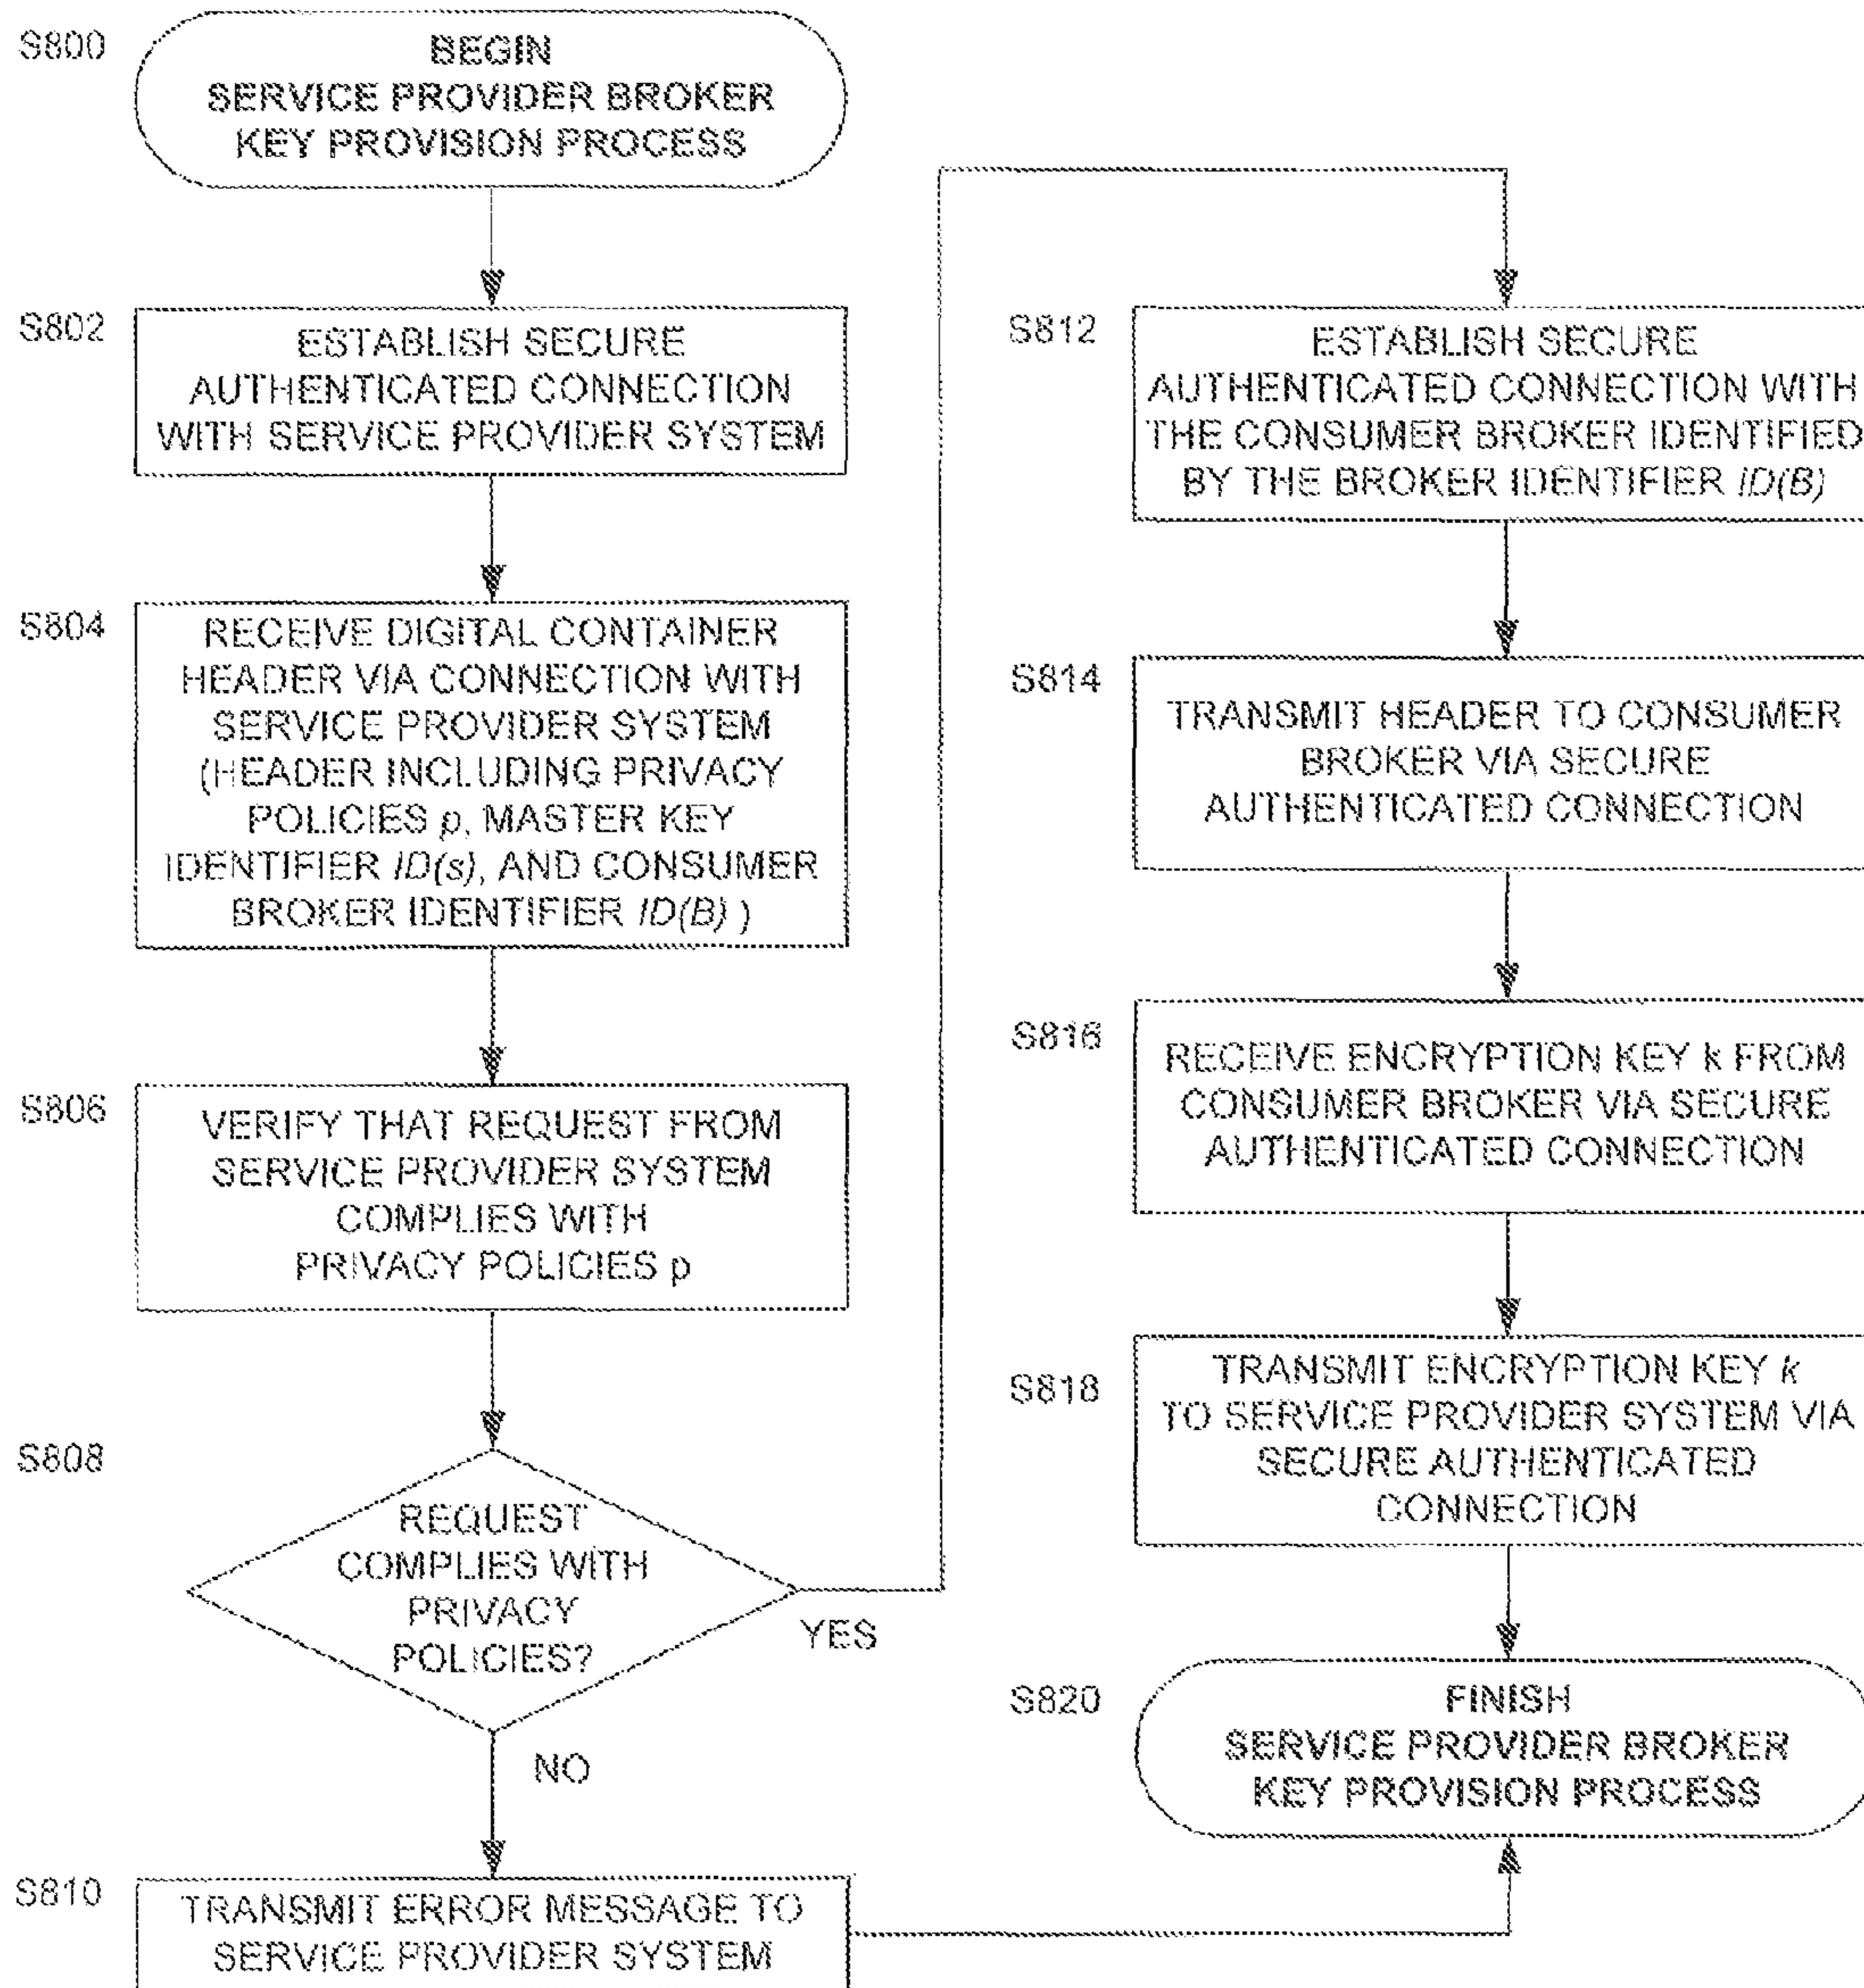 S800
BEGIN
SERVICE PROVIDER BROKER
KEY PROVISION PROCESS
S802
ESTABLISH SECURE
AUTHENTICATED CONNECTION
WITH SERVICE PROVIDER SYSTEM
S804
RECEIVE DIGITAL CONTAINER
HEADER VIA CONNECTION WITH
SERVICE PROVIDER SYSTEM
(HEADER INCLUDING PRIVACY
POLICIES p, MASTER KEY
IDENTIFIER ID(s), AND CONSUMER
BROKER IDENTIFIER ID(B) )
S806
VERIFY THAT REQUEST FROM
SERVICE PROVIDER SYSTEM
COMPLIES WITH
PRIVACY POLICIES p
S808
REQUEST
COMPLIES WITH
PRIVACY
POLICIES?
YES
NO
S810
TRANSMIT ERROR MESSAGE TO
SERVICE PROVIDER SYSTEM
S812
ESTABLISH SECURE
AUTHENTICATED CONNECTION WITH
THE CONSUMER BROKER IDENTIFIED
BY THE BROKER IDENTIFIER ID(B)
S814
TRANSMIT HEADER TO CONSUMER
BROKER VIA SECURE
AUTHENTICATED CONNECTION
S816
RECEIVE ENCRYPTION KEY k FROM
CONSUMER BROKER VIA SECURE
AUTHENTICATED CONNECTION
S818
TRANSMIT ENCRYPTION KEY k
TO SERVICE PROVIDER SYSTEM VIA
SECURE AUTHENTICATED
CONNECTION
S820
FINISH
SERVICE PROVIDER BROKER
KEY PROVISION PROCESS